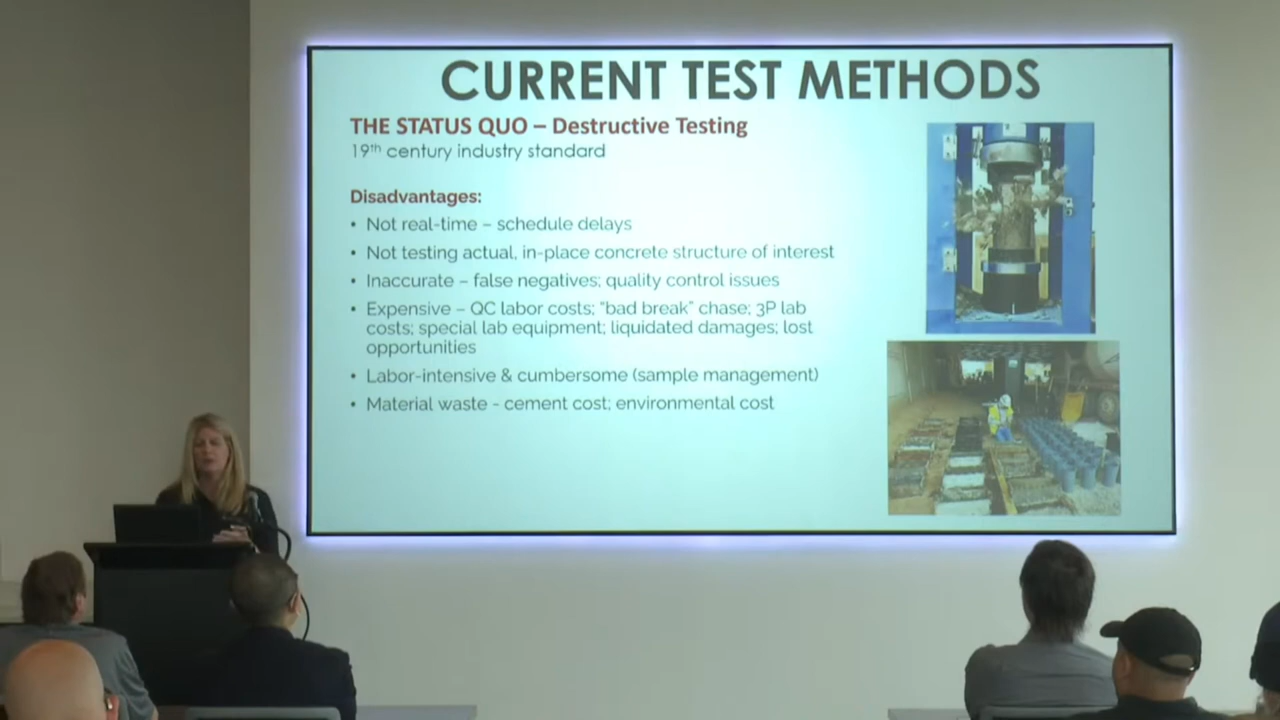 CURRENT TEST METHODS
THE STATUS QUO – Destructive Testing
19th century industry standard
Disadvantages:
• Not real-time – schedule delays
• Not testing actual, in-place concrete structure of interest
• Inaccurate – false negatives; quality control issues
• Expensive – QC labor costs; "bad break" chase; 3P lab
costs; special lab equipment; liquidated damages; lost
opportunities
• Labor-intensive & cumbersome (sample management)
• Material waste - cement cost; environmental cost